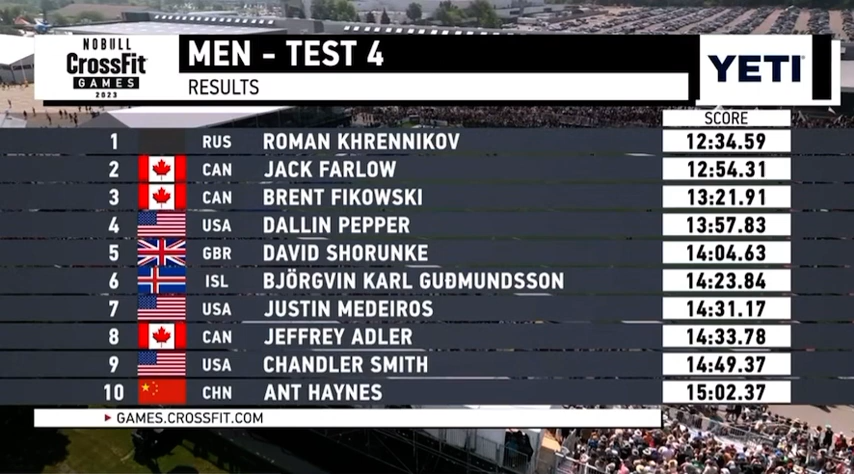 NOBULL
CrossFit
GAMES
2023
MEN - TEST 4
RESULTS
YETI
SCORE
1 RUS ROMAN KHRENNIKOV 12:34.59
2 CAN JACK FARLOW 12:54.31
3 CAN BRENT FIKOWSKI 13:21.91
4 USA DALLIN PEPPER 13:57.83
5 GBR DAVID SHORUNKE 14:04.63
6 ISL BJÖRGVIN KARL GUÐMUNDSSON 14:23.84
7 USA JUSTIN MEDEIROS 14:31.17
8 CAN JEFFREY ADLER 14:33.78
9 USA CHANDLER SMITH 14:49.37
10 CHN ANT HAYNES 15:02.37
GAMES.CROSSFIT.COM